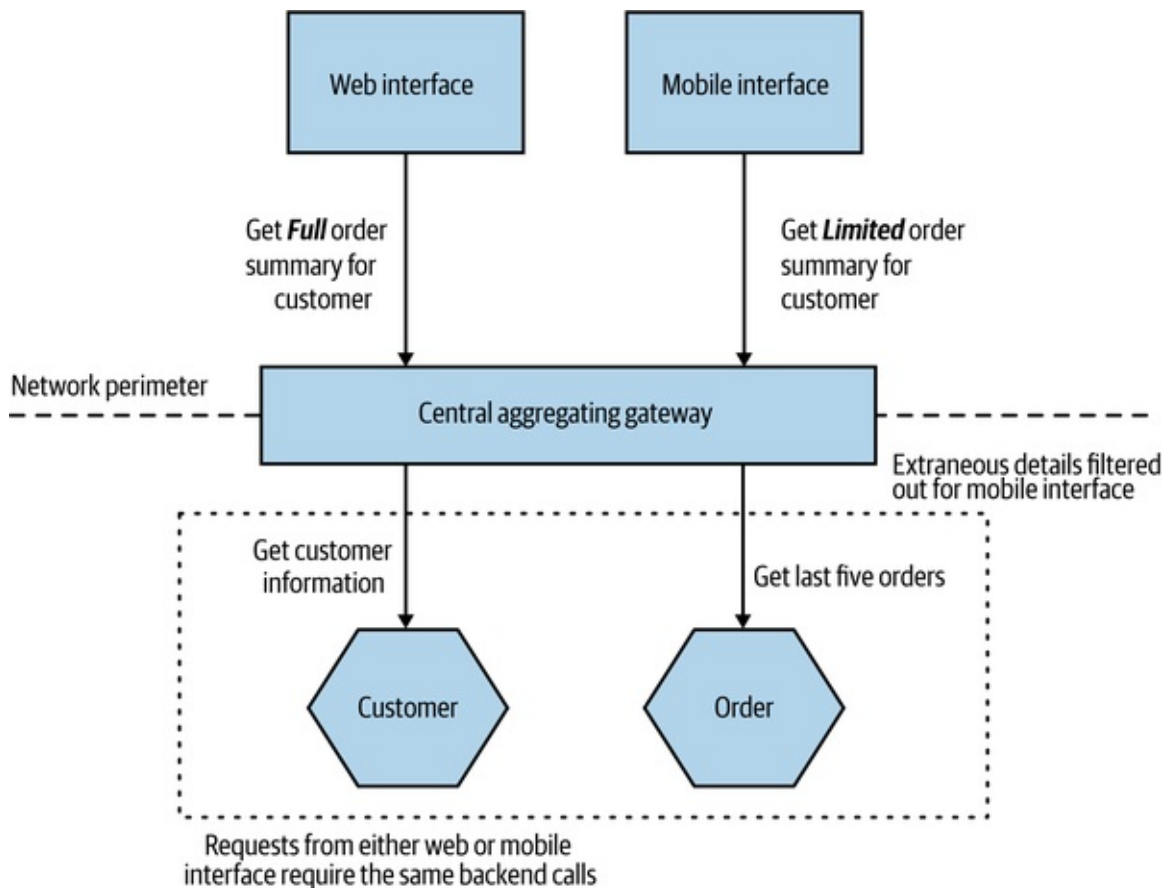 Web interface
Mobile interface
Get Full order
summary for
customer
Get Limited order
summary for
customer
Network perimeter
Central aggregating gateway
Extraneous details filtered
out for mobile interface
Get customer
information
Get last five orders
Customer
Order
Requests from either web or mobile
interface require the same backend calls